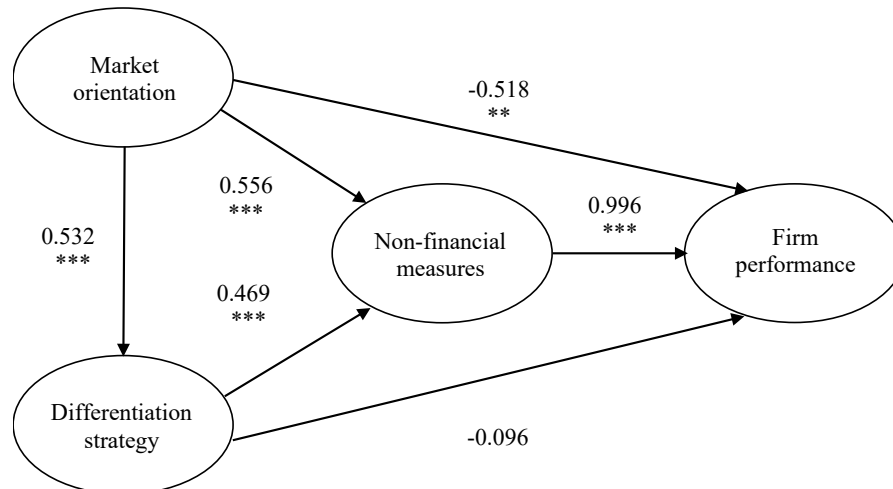 Market
orientation
-0.518
**
0.556
***
0.996
***
0.532
***
Non-financial
measures
Firm
performance
0.469
***
Differentiation
strategy
-0.096